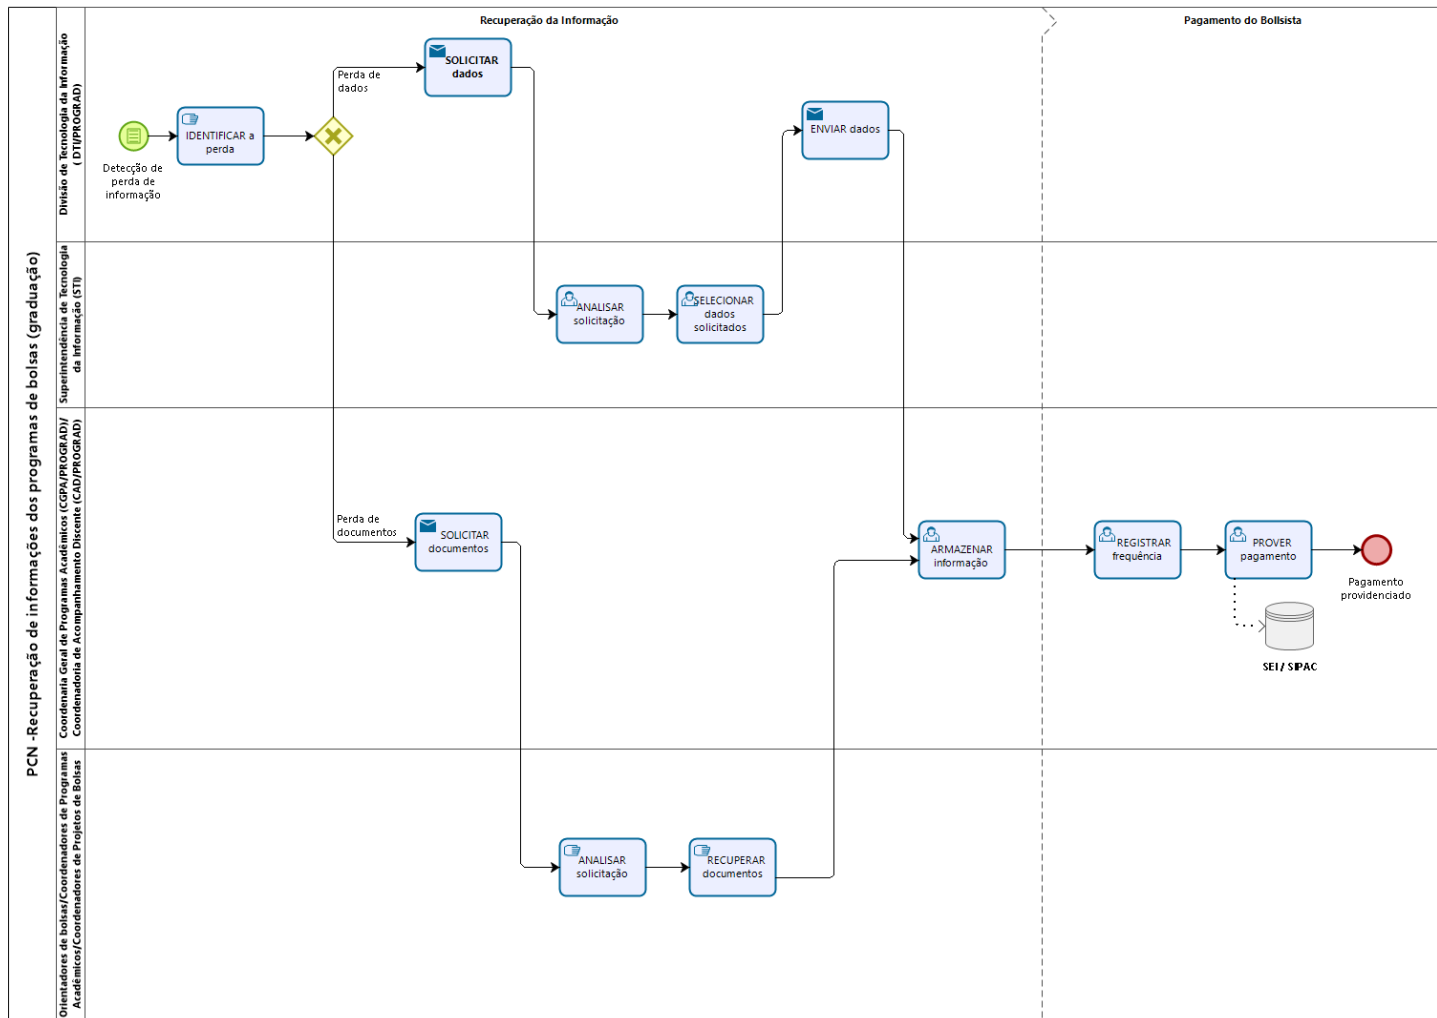 PCN -Recuperação de informações dos programas de bolsas (graduação)
Recuperação da Informação
Pagamento do Bollsista
Divisão de Tecnologia da Informação
( DTI/PROGRAD)
Detecção de
perda de
informação
IDENTIFICAR a
perda
Perda de
dados
SOLICITAR
dados
ENVIAR dados
Superintendência de Tecnologia
da Informação (STI)
ANALISAR
solicitação
SELECIONAR
dados
solicitados
Coordenaria Geral de Programas Acadêmicos (CGPA/PROGRAD)/
Coordenadoria de Acompanhamento Discente (CAD/PROGRAD)
Perda de
documentos
SOLICITAR
documentos
ARMAZENAR
informação
REGISTRAR
frequência
PROVER
pagamento
Pagamento
providenciado
SEI / SIPAC
Orientadores de bolsas/Coordenadores de Programas
Acadêmicos/Coordenadores de Projetos de Bolsas
ANALISAR
solicitação
RECUPERAR
documentos